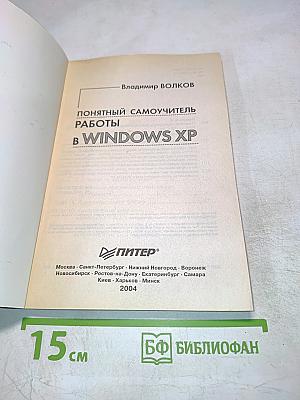 Владимир ВОЛКОВ
ПОНЯТНЫЙ САМОУЧИТЕЛЬ
РАБОТЫ
В WINDOWS XP
ПИТЕР
Москва · Санкт-Петербург · Нижний Новгород · Воронеж
Новосибирск · Ростов-на-Дону · Екатеринбург · Самара
Киев · Харьков · Минск
2004
15 см
БФ БИБЛИОФАН